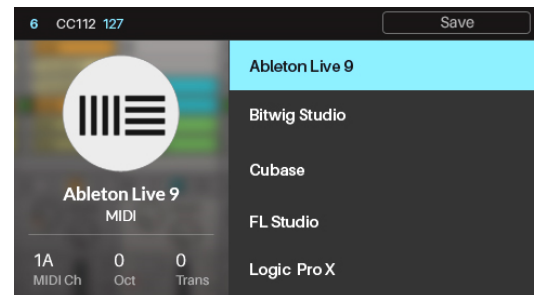 6 CC112 127 Save
Ableton Live 9
Bitwig Studio
Cubase
FL Studio
Logic Pro X
Ableton Live 9
MIDI
1A 0 0
MIDI Ch Oct Trans